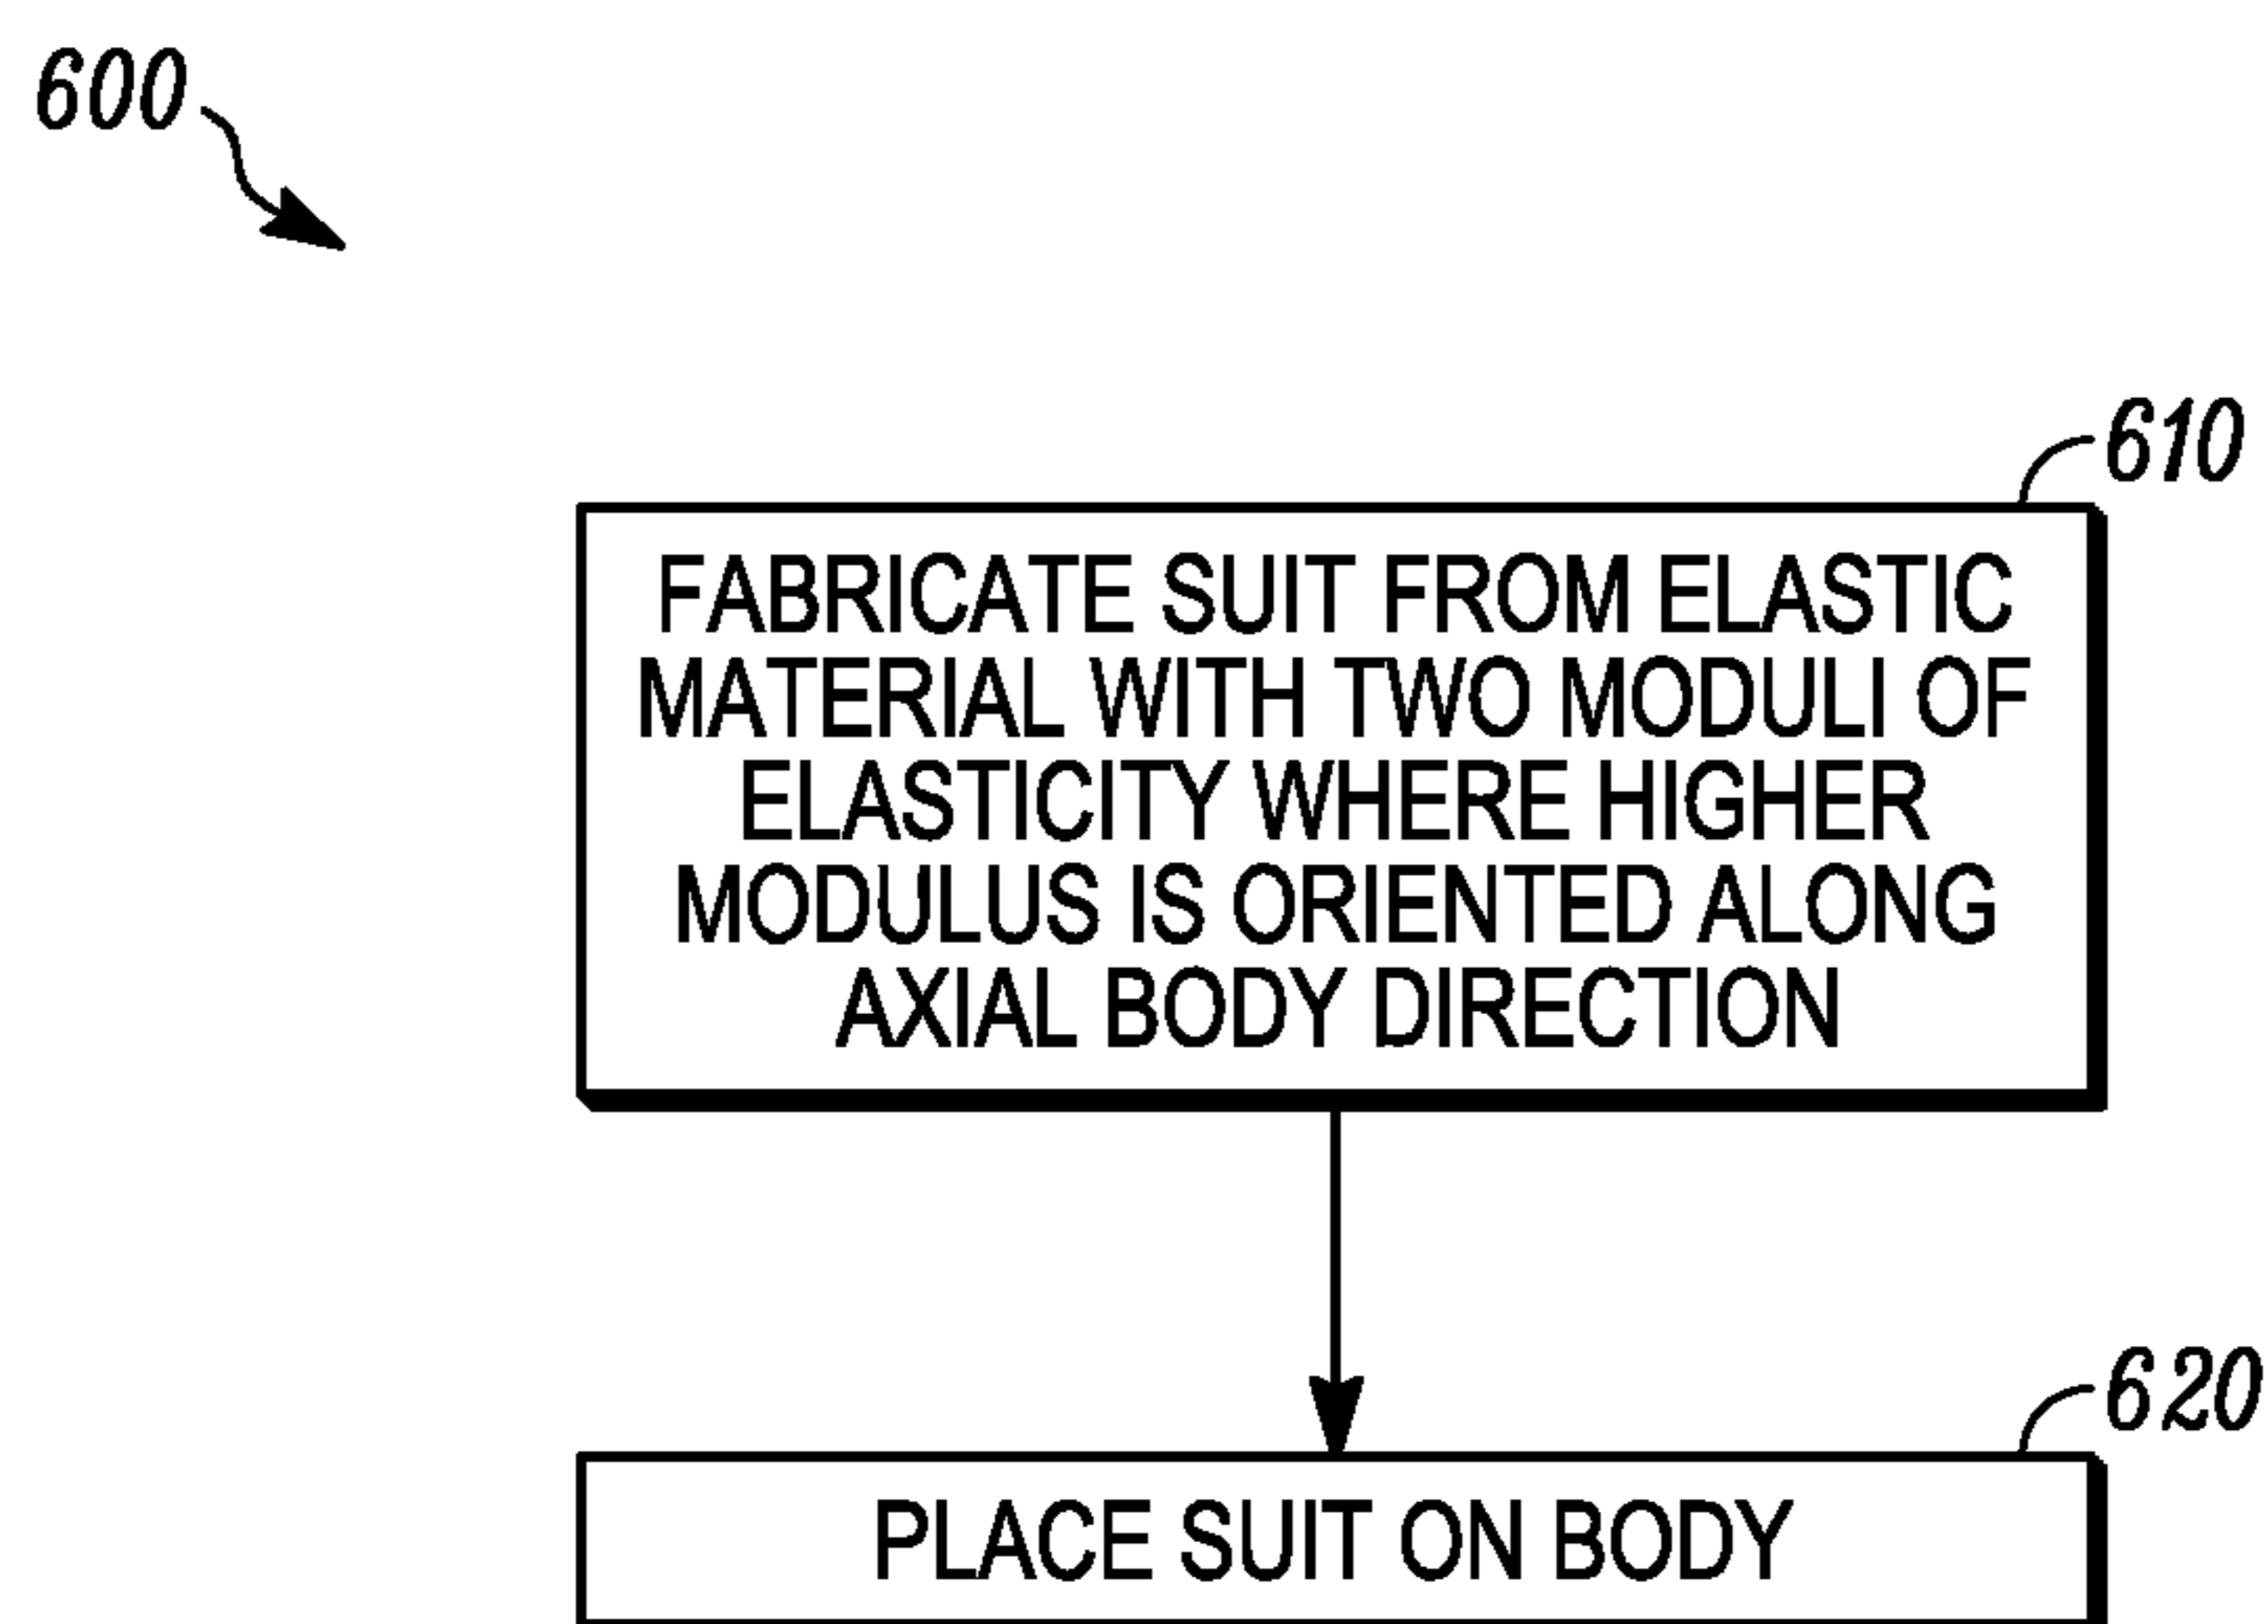 600
610
FABRICATE SUIT FROM ELASTIC
MATERIAL WITH TWO MODULI OF
ELASTICITY WHERE HIGHER
MODULUS IS ORIENTED ALONG
AXIAL BODY DIRECTION
620
PLACE SUIT ON BODY